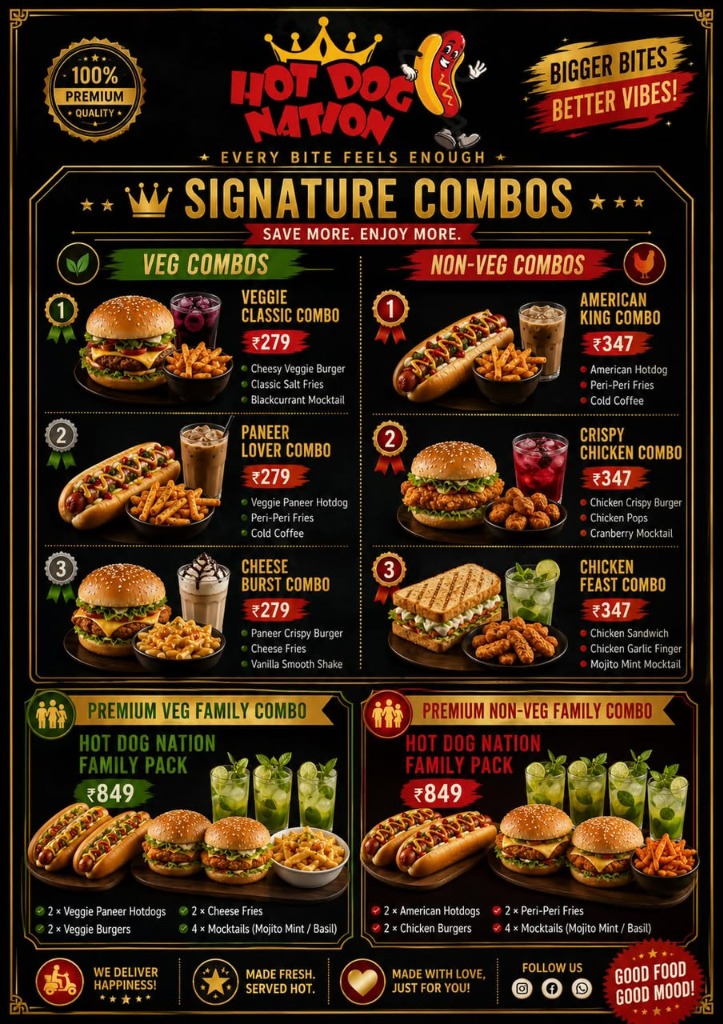 100%
PREMIUM
• QUALITY •
HOT DOG
NATION
BIGGER BITES
BETTER VIBES!
EVERY BITE FEELS ENOUGH
SIGNATURE COMBOS
SAVE MORE. ENJOY MORE.
VEG COMBOS
1
VEGGIE
CLASSIC COMBO
₹279
Cheesy Veggie Burger
Classic Salt Fries
Blackcurrant Mocktail
2
PANEER
LOVER COMBO
₹279
Veggie Paneer Hotdog
Peri-Peri Fries
Cold Coffee
3
CHEESE
BURST COMBO
₹279
Paneer Crispy Burger
Cheese Fries
Vanilla Smooth Shake
NON-VEG COMBOS
1
AMERICAN
KING COMBO
₹347
American Hotdog
Peri-Peri Fries
Cold Coffee
2
CRISPY
CHICKEN COMBO
₹347
Chicken Crispy Burger
Chicken Pops
Cranberry Mocktail
3
CHICKEN
FEAST COMBO
₹347
Chicken Sandwich
Chicken Garlic Finger
Mojito Mint Mocktail
PREMIUM VEG FAMILY COMBO
HOT DOG NATION
FAMILY PACK
₹849
2 × Veggie Paneer Hotdogs
2 × Veggie Burgers
2 × Cheese Fries
4 × Mocktails (Mojito Mint / Basil)
PREMIUM NON-VEG FAMILY COMBO
HOT DOG NATION
FAMILY PACK
₹849
2 × American Hotdogs
2 × Chicken Burgers
2 × Peri-Peri Fries
4 × Mocktails (Mojito Mint / Basil)
WE DELIVER
HAPPINESS!
MADE FRESH.
SERVED HOT.
MADE WITH LOVE,
JUST FOR YOU!
FOLLOW US
GOOD FOOD
GOOD MOOD!